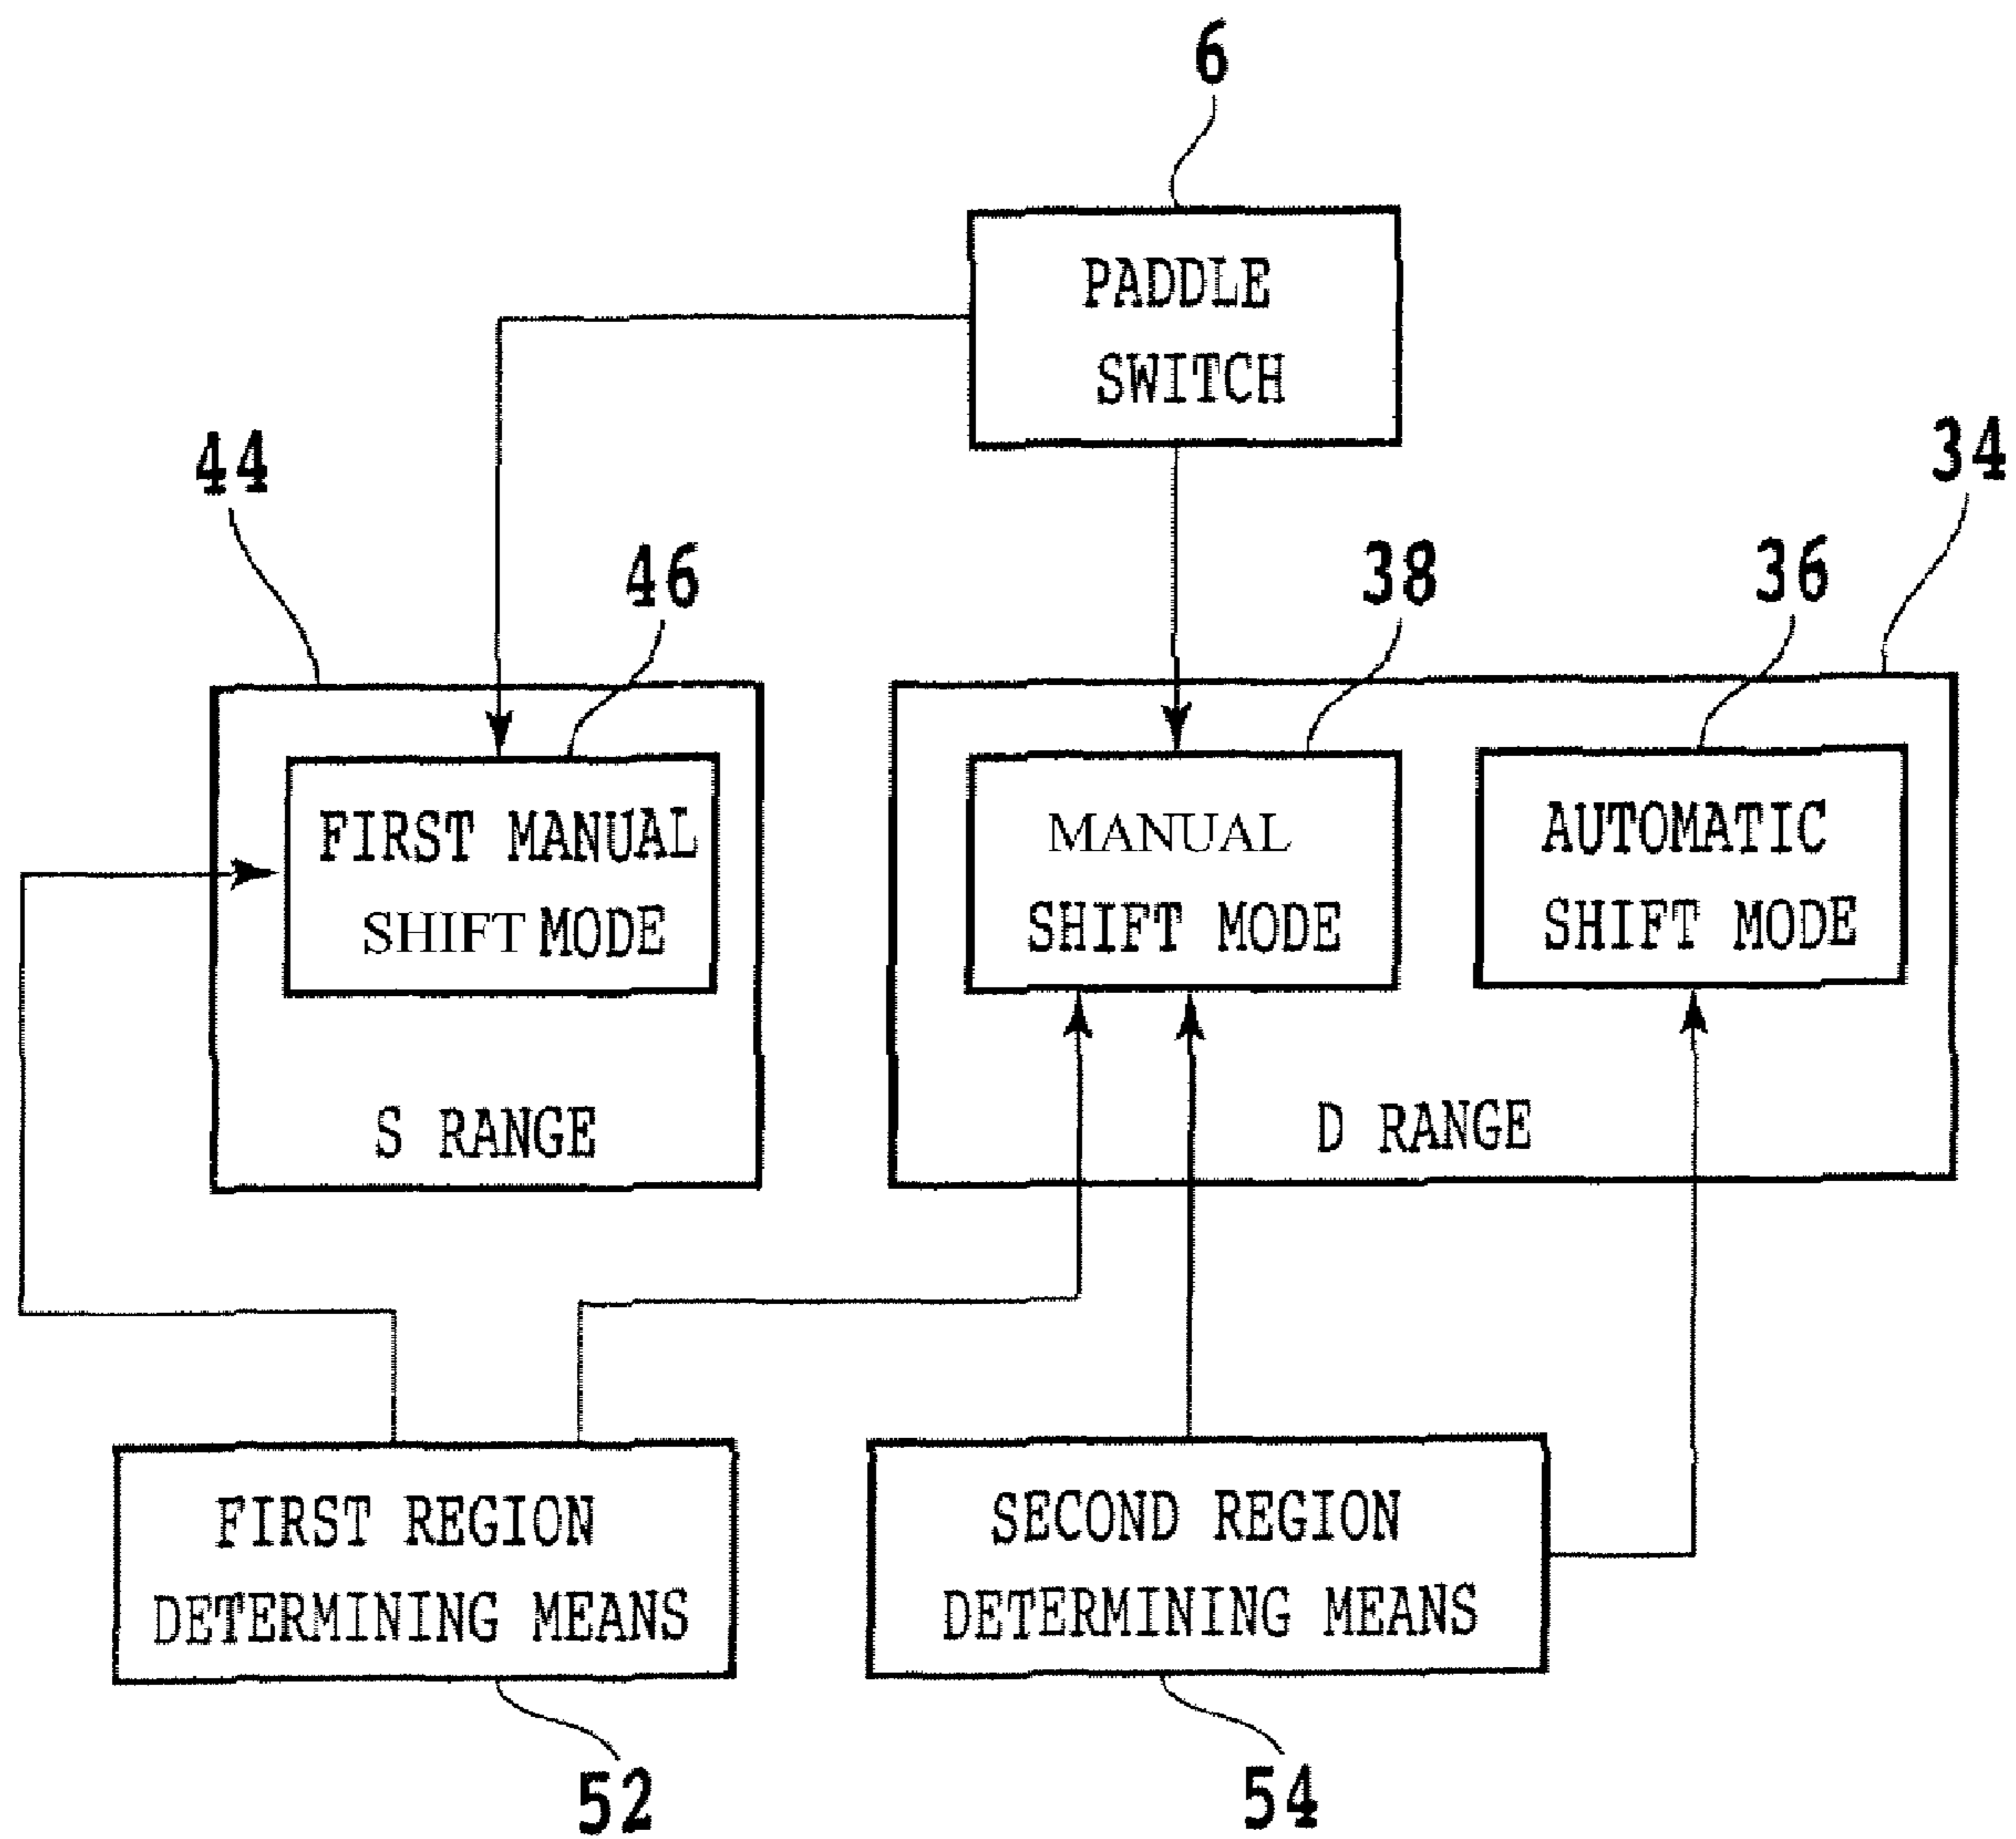 6
PADDLE
SWITCH
44
34
46
38
36
FIRST MANUAL
SHIFT MODE
MANUAL
SHIFT MODE
AUTOMATIC
SHIFT MODE
S RANGE
D RANGE
FIRST REGION
DETERMINING MEANS
SECOND REGION
DETERMINING MEANS
52
54